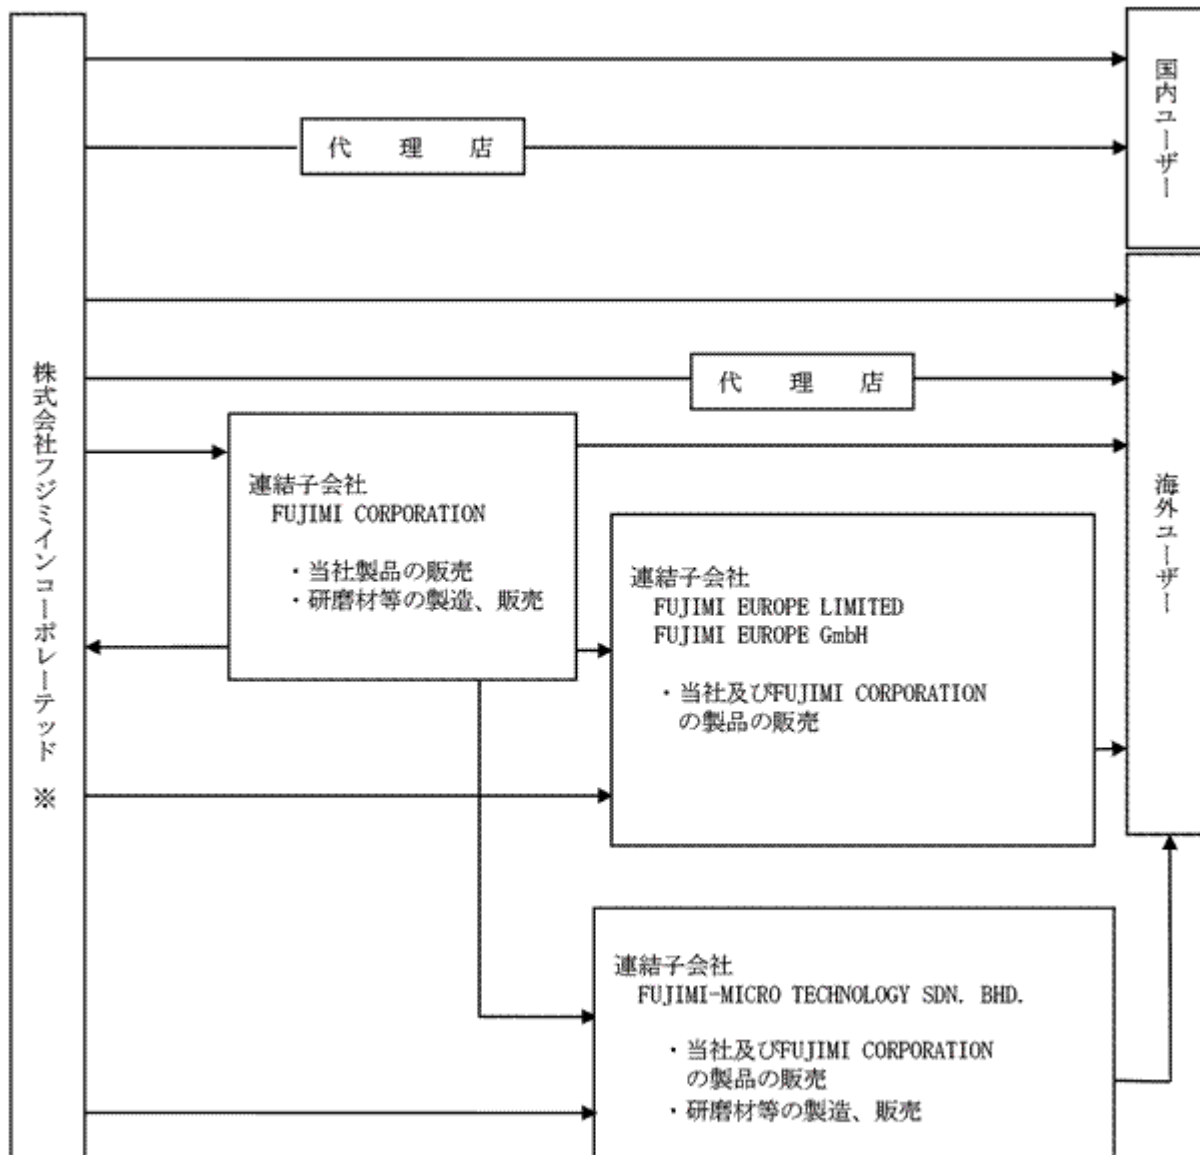 株式会社フジミインコーポレーテッド ※
国内ユーザー
代 理 店
海外ユーザー
代 理 店
連結子会社
FUJIMI CORPORATION
・当社製品の販売
・研磨材等の製造、販売
連結子会社
FUJIMI EUROPE LIMITED
FUJIMI EUROPE GmbH
・当社及びFUJIMI CORPORATION
の製品の販売
連結子会社
FUJIMI-MICRO TECHNOLOGY SDN. BHD.
・当社及びFUJIMI CORPORATION
の製品の販売
・研磨材等の製造、販売